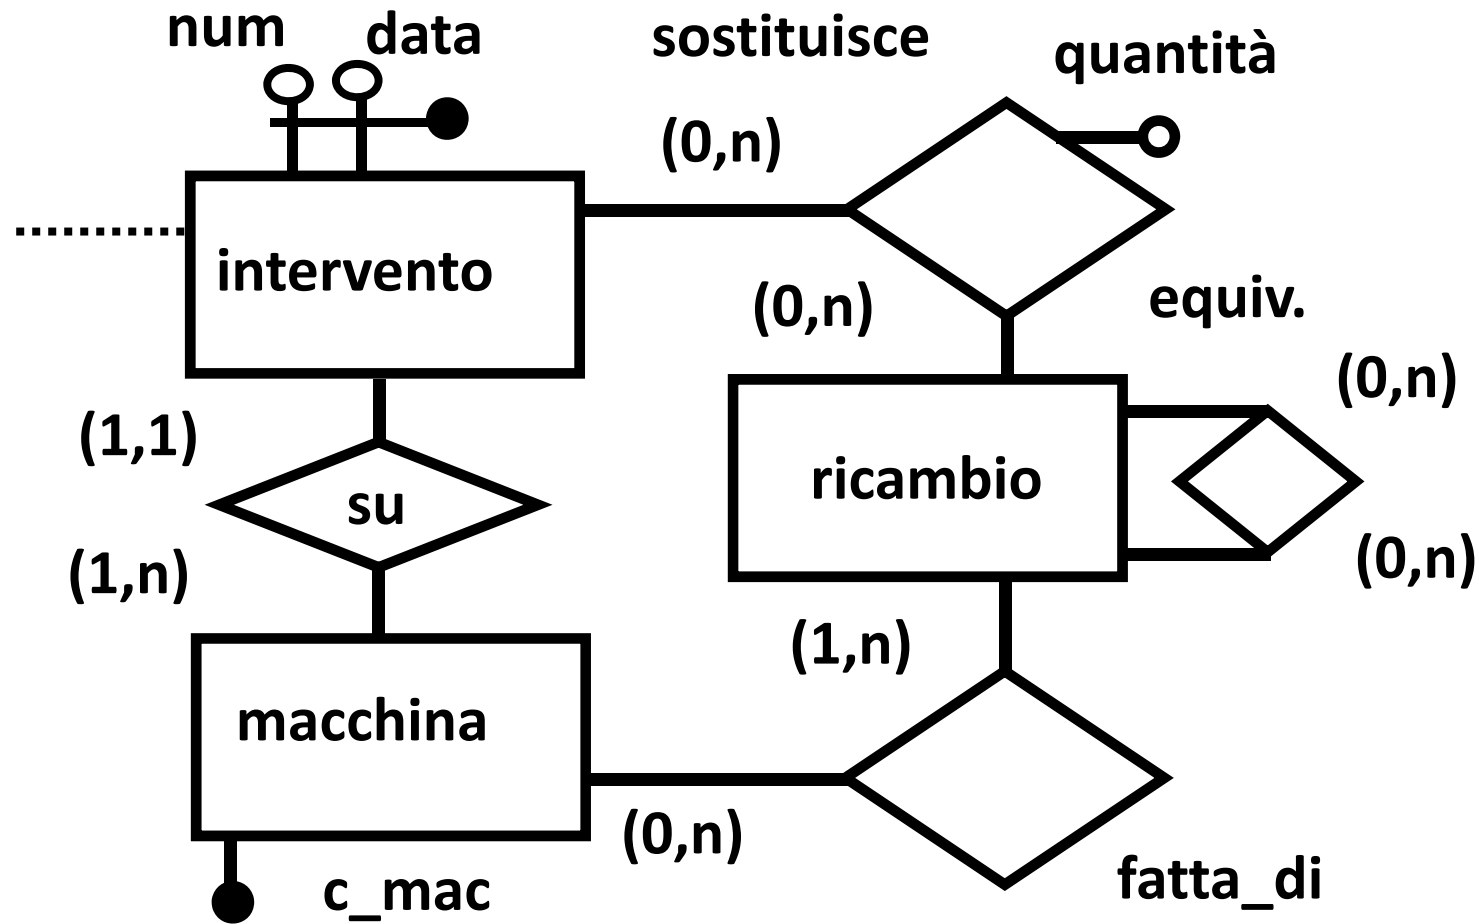 num
data
sostituisce
quantità
(0,n)
intervento
(0,n)
equiv.
(0,n)
(1,1)
ricambio
su
(0,n)
(1,n)
(1,n)
macchina
(0,n)
c_mac
fatta_di